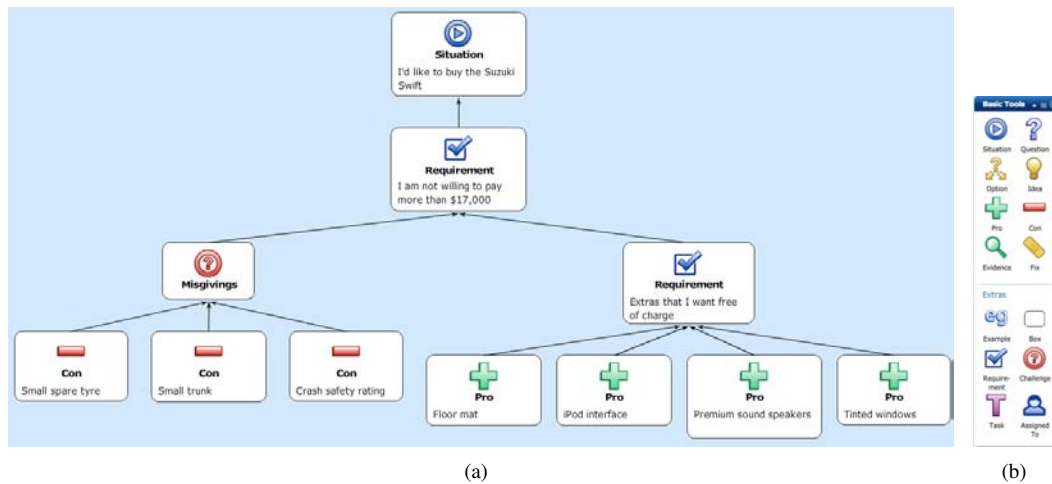 Situation
I'd like to buy the Suzuki
Swift
Requirement
I am not willing to pay
more than $17,000
Misgivings
Requirement
Extras that I want free
of charge
Con
Small spare tyre
Con
Small trunk
Con
Crash safety rating
Pro
Floor mat
Pro
iPod interface
Pro
Premium sound speakers
Pro
Tinted windows
(a)
Basic Tools
Situation Question
Option Idea
Pro Con
Evidence Fix
Extras
eg
Example Box
Require-
ment
Challenge
T
Task Assigned
To
(b)